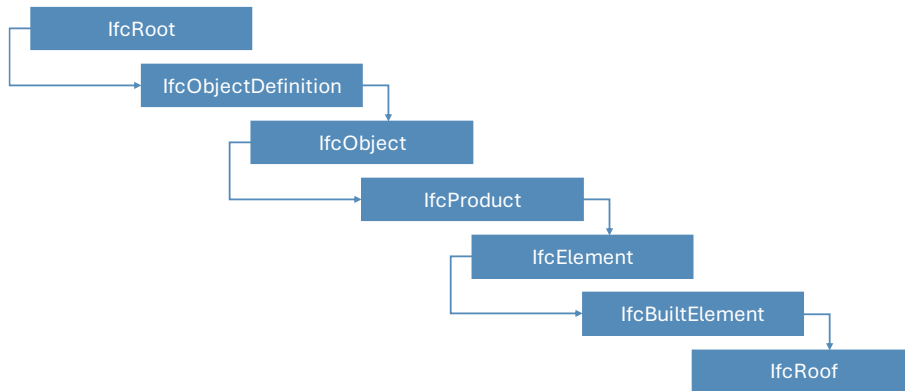 IfcRoot
IfcObjectDefinition
IfcObject
IfcProduct
IfcElement
IfcBuiltElement
IfcRoof